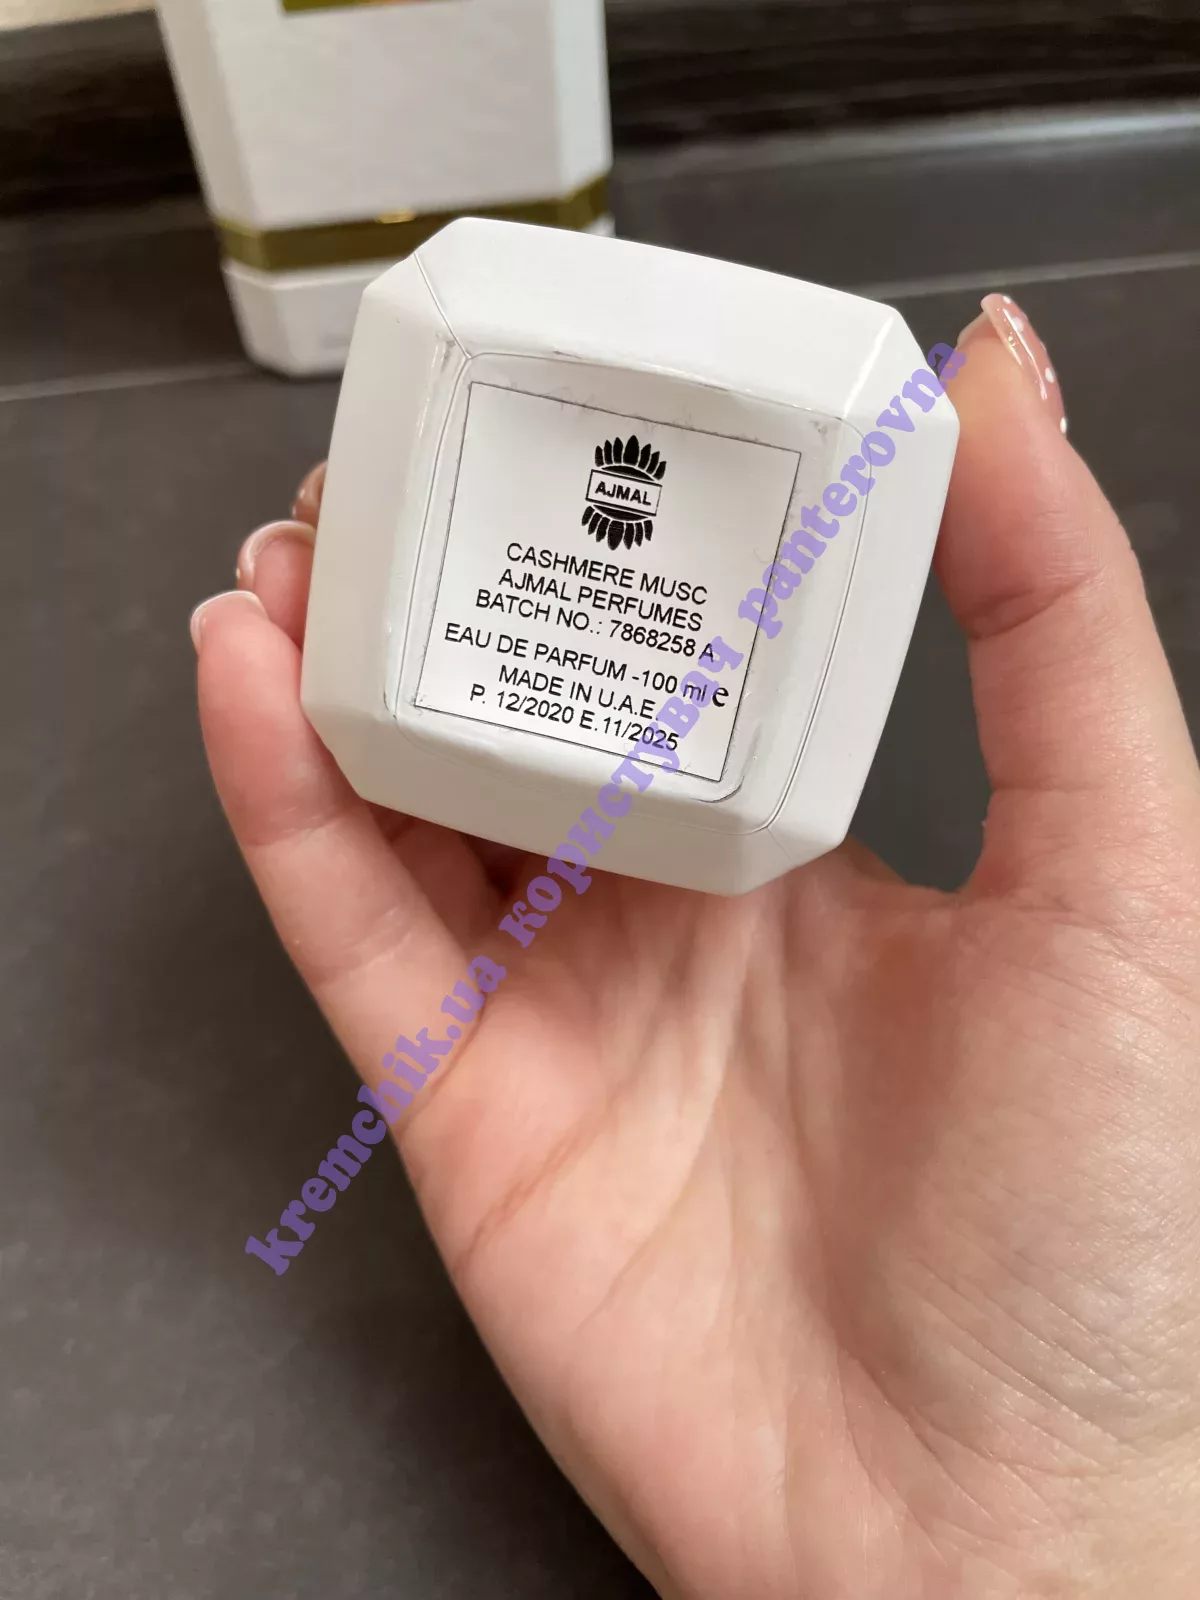 AJMAL
CASHMERE MUSC
AJMAL PERFUMES
BATCH NO.: 7868258 A
EAU DE PARFUM -100 ml e
MADE IN U.A.E.
P. 12/2020 E.11/2025
kremchik.ua користувач panterovna